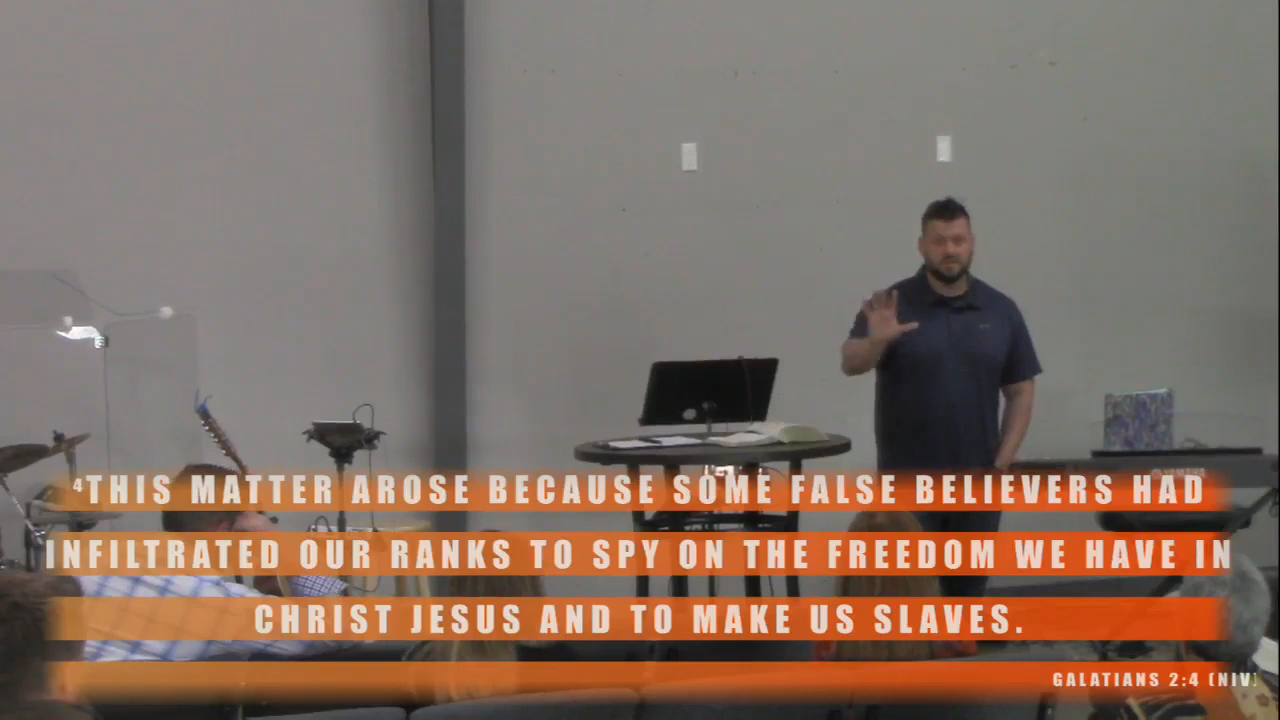 ⁴THIS MATTER AROSE BECAUSE SOME FALSE BELIEVERS HAD
INFILTRATED OUR RANKS TO SPY ON THE FREEDOM WE HAVE IN
CHRIST JESUS AND TO MAKE US SLAVES.
GALATIANS 2:4 (NIV)
YAMAHA